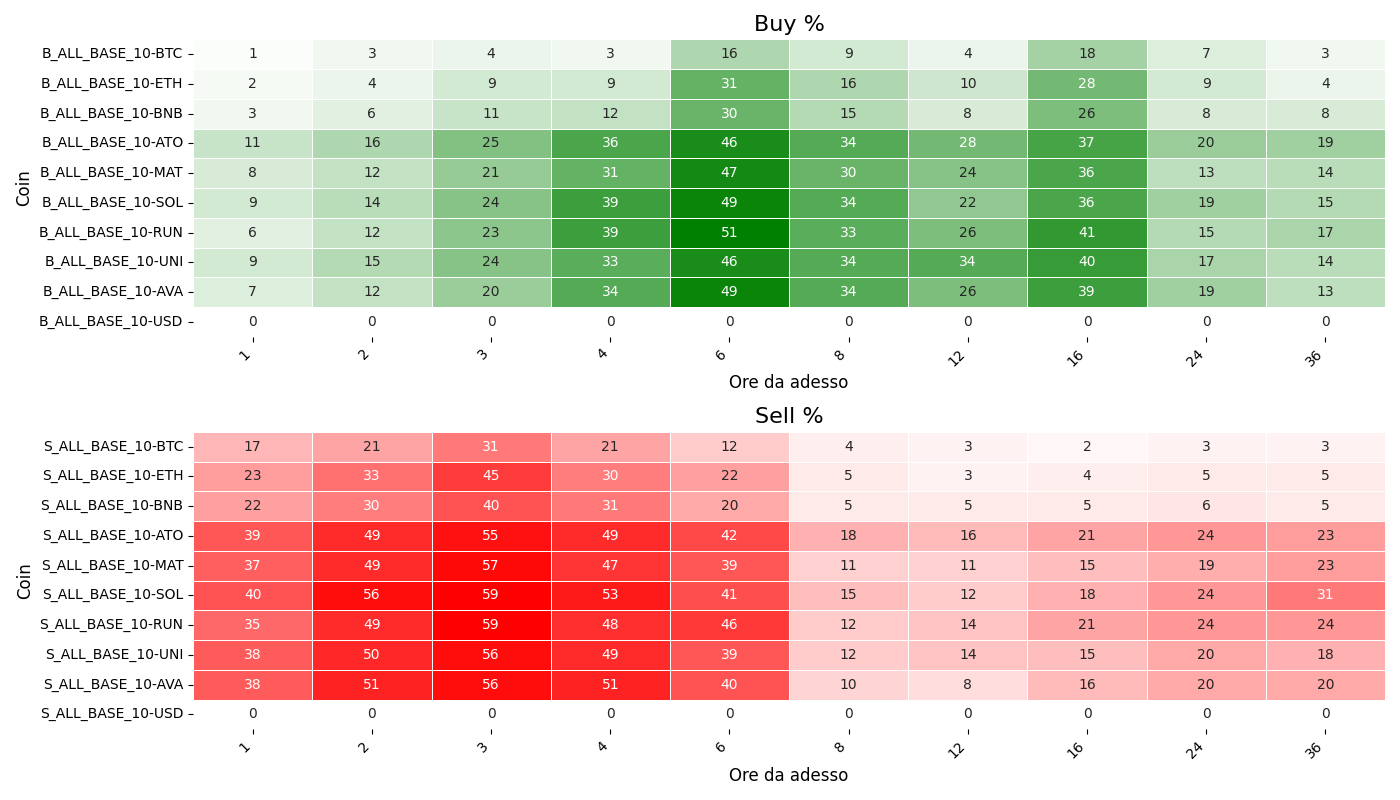 Buy %
Coin
B_ALL_BASE_10-BTC 1 3 4 3 16 9 4 18 7 3
B_ALL_BASE_10-ETH 2 4 9 9 31 16 10 28 9 4
B_ALL_BASE_10-BNB 3 6 11 12 30 15 8 26 8 8
B_ALL_BASE_10-ATO 11 16 25 36 46 34 28 37 20 19
B_ALL_BASE_10-MAT 8 12 21 31 47 30 24 36 13 14
B_ALL_BASE_10-SOL 9 14 24 39 49 34 22 36 19 15
B_ALL_BASE_10-RUN 6 12 23 39 51 33 26 41 15 17
B_ALL_BASE_10-UNI 9 15 24 33 46 34 34 40 17 14
B_ALL_BASE_10-AVA 7 12 20 34 49 34 26 39 19 13
B_ALL_BASE_10-USD 0 0 0 0 0 0 0 0 0 0
1 2 3 4 6 8 12 16 24 36
Ore da adesso
Sell %
Coin
S_ALL_BASE_10-BTC 17 21 31 21 12 4 3 2 3 3
S_ALL_BASE_10-ETH 23 33 45 30 22 5 3 4 5 5
S_ALL_BASE_10-BNB 22 30 40 31 20 5 5 5 6 5
S_ALL_BASE_10-ATO 39 49 55 49 42 18 16 21 24 23
S_ALL_BASE_10-MAT 37 49 57 47 39 11 11 15 19 23
S_ALL_BASE_10-SOL 40 56 59 53 41 15 12 18 24 31
S_ALL_BASE_10-RUN 35 49 59 48 46 12 14 21 24 24
S_ALL_BASE_10-UNI 38 50 56 49 39 12 14 15 20 18
S_ALL_BASE_10-AVA 38 51 56 51 40 10 8 16 20 20
S_ALL_BASE_10-USD 0 0 0 0 0 0 0 0 0 0
1 2 3 4 6 8 12 16 24 36
Ore da adesso